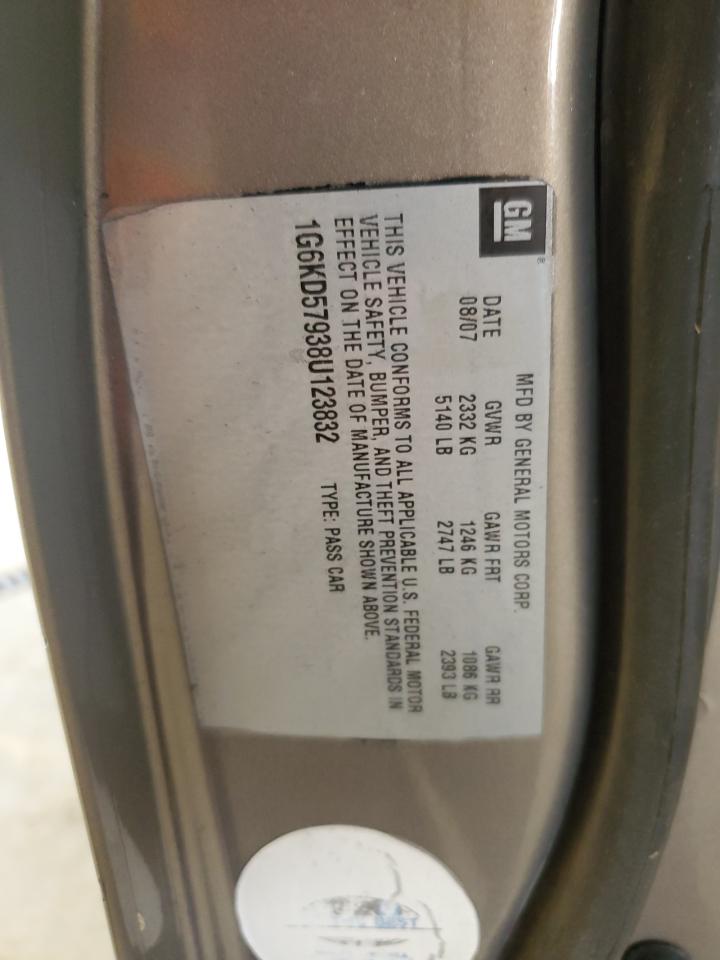 GM
®
MFD BY GENERAL MOTORS CORP.
DATE GVWR GAWR FRT GAWR RR
08/07 2332 KG 1246 KG 1086 KG
5140 LB 2747 LB 2393 LB
THIS VEHICLE CONFORMS TO ALL APPLICABLE U.S. FEDERAL MOTOR
VEHICLE SAFETY, BUMPER, AND THEFT PREVENTION STANDARDS IN
EFFECT ON THE DATE OF MANUFACTURE SHOWN ABOVE.
1G6KD57938U123832 TYPE: PASS CAR